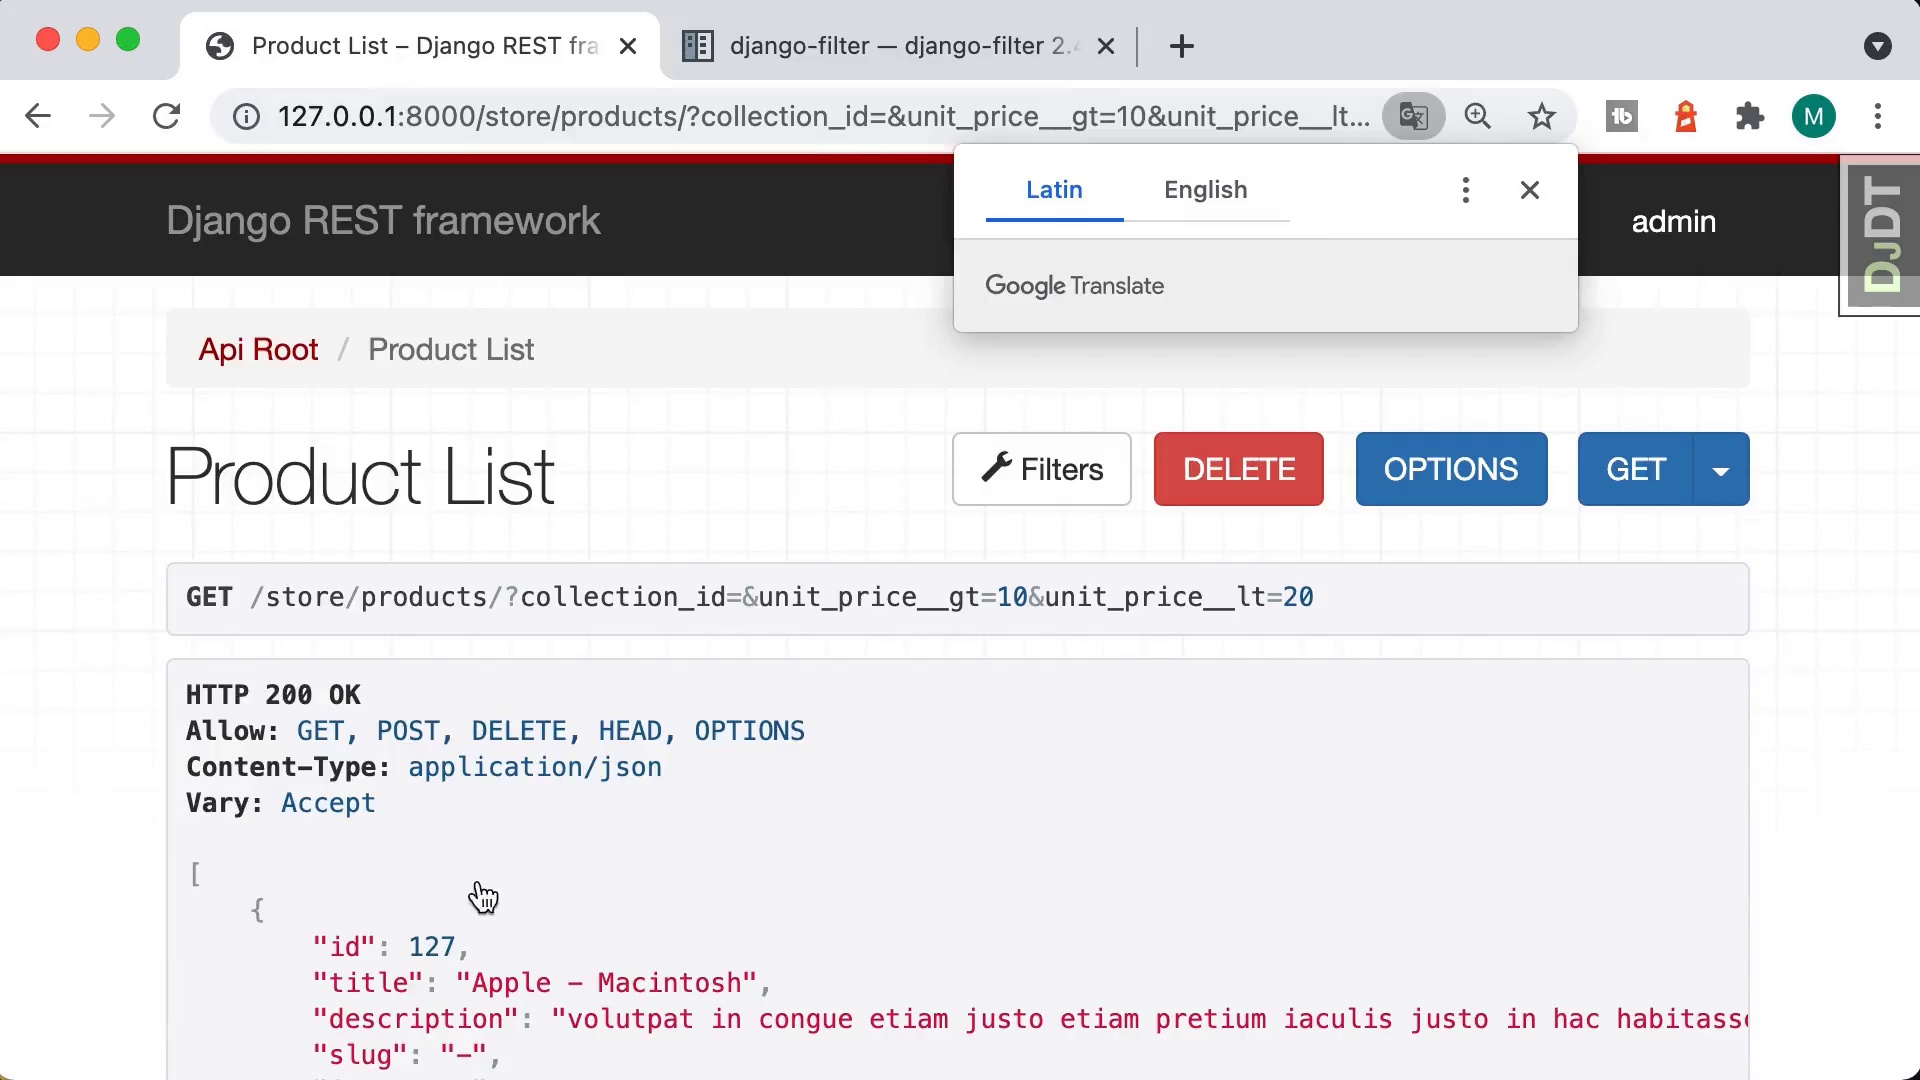 Product List – Django REST fra
django-filter — django-filter 2.4
127.0.0.1:8000/store/products/?collection_id=&unit_price__gt=10&unit_price__lt...
M
Latin
English
Google Translate
Django REST framework
admin
DJDT
Api Root / Product List
Product List
Filters
DELETE
OPTIONS
GET
GET /store/products/?collection_id=&unit_price__gt=10&unit_price__lt=20
HTTP 200 OK
Allow: GET, POST, DELETE, HEAD, OPTIONS
Content-Type: application/json
Vary: Accept
[
{
"id": 127,
"title": "Apple - Macintosh",
"description": "volutpat in congue etiam justo etiam pretium iaculis justo in hac habitasse
"slug": "-",